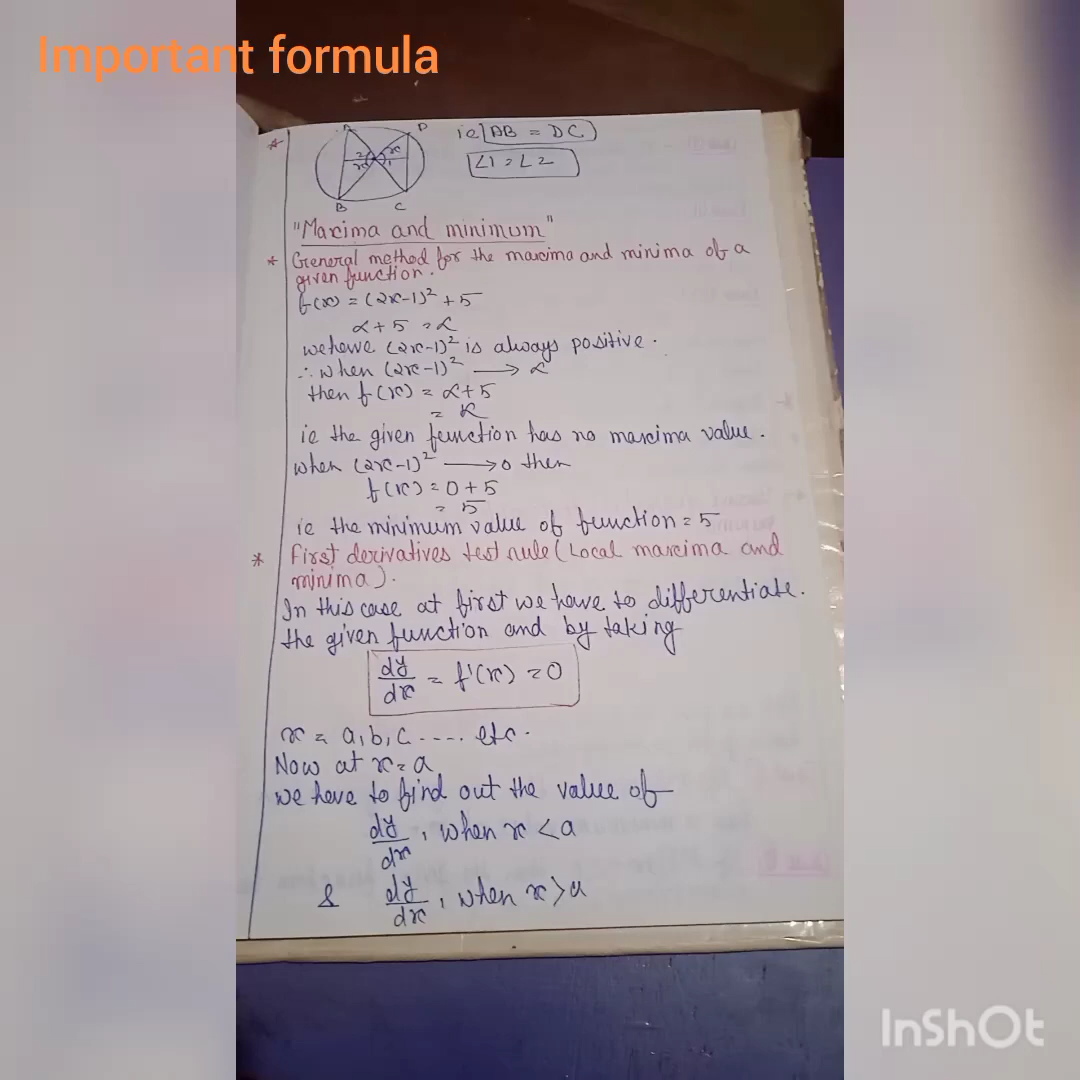 Important formula
* A D ie AB = DC
2 x
x 1 ∠1 = ∠2
B C
"Maxima and minimum"
* General method for the maxima and minima of a
given function.
f(x) = (2x-1)² + 5
α + 5 = α
we have (2x-1)² is always positive.
∴ when (2x-1)² ⟶ α
then f(x) = α + 5
= α
ie the given function has no maxima value.
when (2x-1)² ⟶ 0 then
f(x) = 0 + 5
= 5
ie the minimum value of function = 5
* First derivatives test rule (Local maxima and
minima).
In this case at first we have to differentiate.
the given function and by taking
dy/dx = f'(x) = 0
x = a, b, c ..... etc.
Now at x = a
we have to find out the value of
dy/dx, when x < a
& dy/dx, when x > a
InShOt